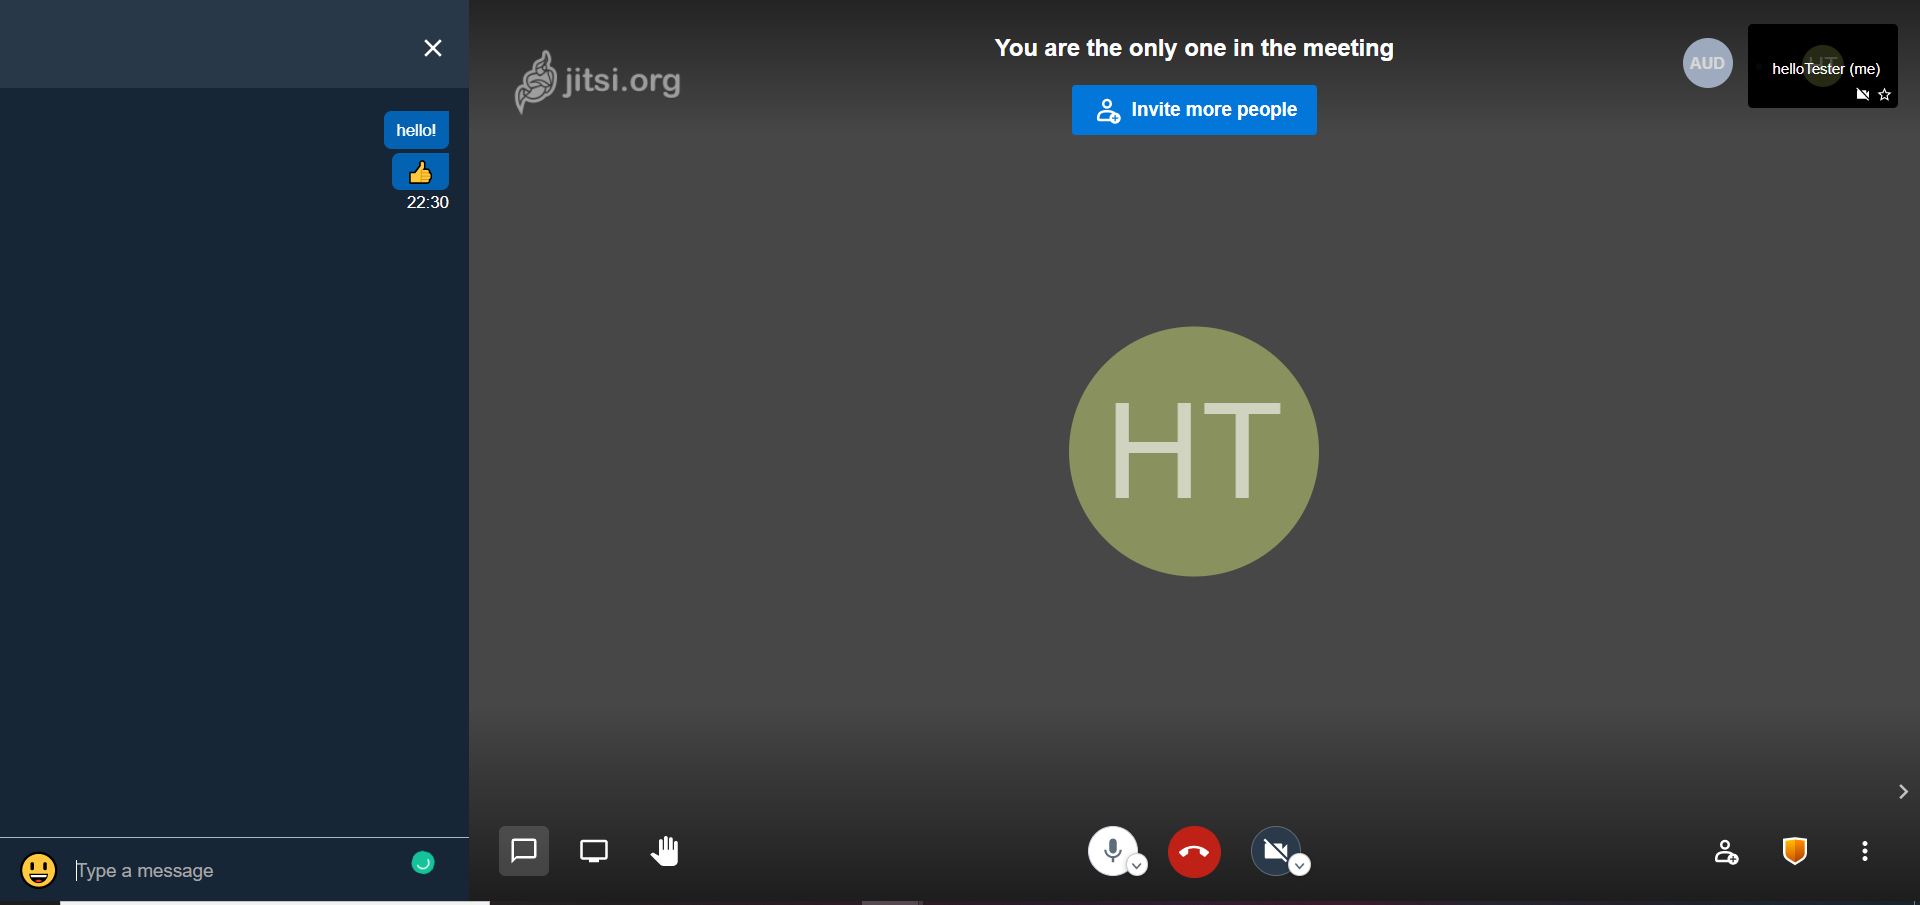 hello!
22:30
Type a message
jitsi.org
You are the only one in the meeting
Invite more people
AUD
helloTester (me)
HT